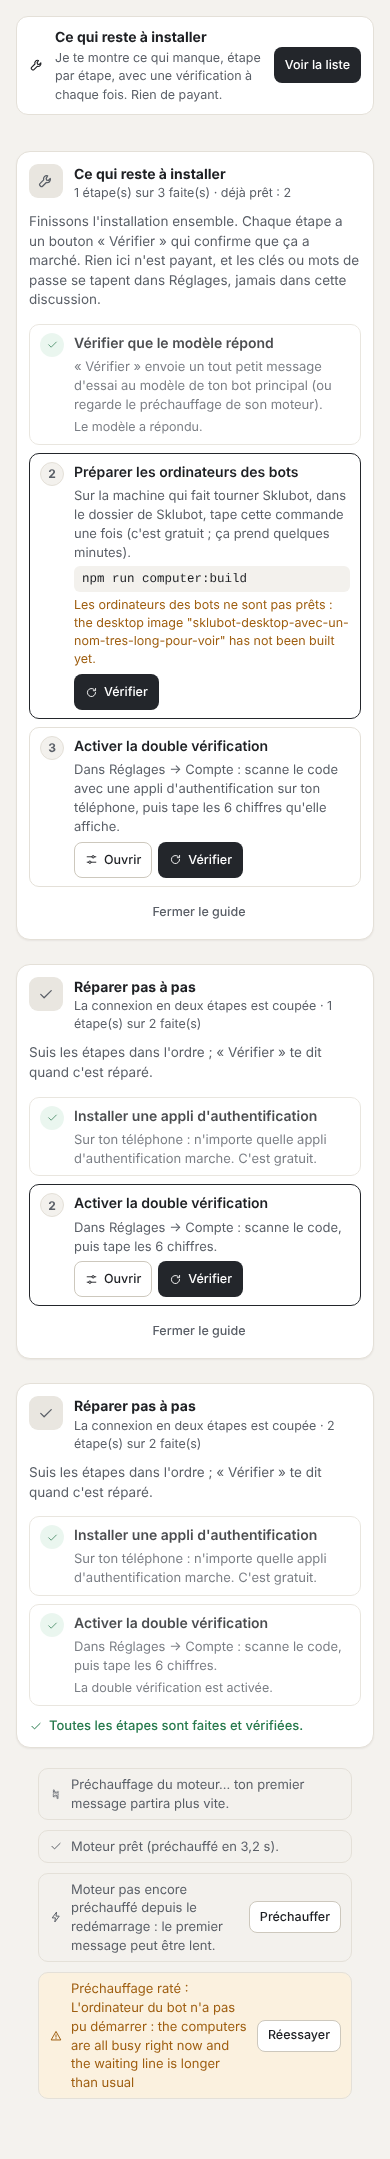 Ce qui reste à installer
Je te montre ce qui manque, étape
par étape, avec une vérification à
chaque fois. Rien de payant.
Voir la liste
Ce qui reste à installer
1 étape(s) sur 3 faite(s) · déjà prêt : 2
Finissons l'installation ensemble. Chaque étape a
un bouton « Vérifier » qui confirme que ça a
marché. Rien ici n'est payant, et les clés ou mots de
passe se tapent dans Réglages, jamais dans cette
discussion.
Vérifier que le modèle répond
« Vérifier » envoie un tout petit message
d'essai au modèle de ton bot principal (ou
regarde le préchauffage de son moteur).
Le modèle a répondu.
2
Préparer les ordinateurs des bots
Sur la machine qui fait tourner Sklubot, dans
le dossier de Sklubot, tape cette commande
une fois (c'est gratuit ; ça prend quelques
minutes).
npm run computer:build
Les ordinateurs des bots ne sont pas prêts :
the desktop image "sklubot-desktop-avec-un-
nom-tres-long-pour-voir" has not been built
yet.
Vérifier
3
Activer la double vérification
Dans Réglages → Compte : scanne le code
avec une appli d'authentification sur ton
téléphone, puis tape les 6 chiffres qu'elle
affiche.
Ouvrir
Vérifier
Fermer le guide
Réparer pas à pas
La connexion en deux étapes est coupée · 1
étape(s) sur 2 faite(s)
Suis les étapes dans l'ordre ; « Vérifier » te dit
quand c'est réparé.
Installer une appli d'authentification
Sur ton téléphone : n'importe quelle appli
d'authentification marche. C'est gratuit.
2
Activer la double vérification
Dans Réglages → Compte : scanne le code,
puis tape les 6 chiffres.
Ouvrir
Vérifier
Fermer le guide
Réparer pas à pas
La connexion en deux étapes est coupée · 2
étape(s) sur 2 faite(s)
Suis les étapes dans l'ordre ; « Vérifier » te dit
quand c'est réparé.
Installer une appli d'authentification
Sur ton téléphone : n'importe quelle appli
d'authentification marche. C'est gratuit.
Activer la double vérification
Dans Réglages → Compte : scanne le code,
puis tape les 6 chiffres.
La double vérification est activée.
Toutes les étapes sont faites et vérifiées.
Préchauffage du moteur… ton premier
message partira plus vite.
Moteur prêt (préchauffé en 3,2 s).
Moteur pas encore
préchauffé depuis le
redémarrage : le premier
message peut être lent.
Préchauffer
Préchauffage raté :
L'ordinateur du bot n'a pas
pu démarrer : the computers
are all busy right now and
the waiting line is longer
than usual
Réessayer